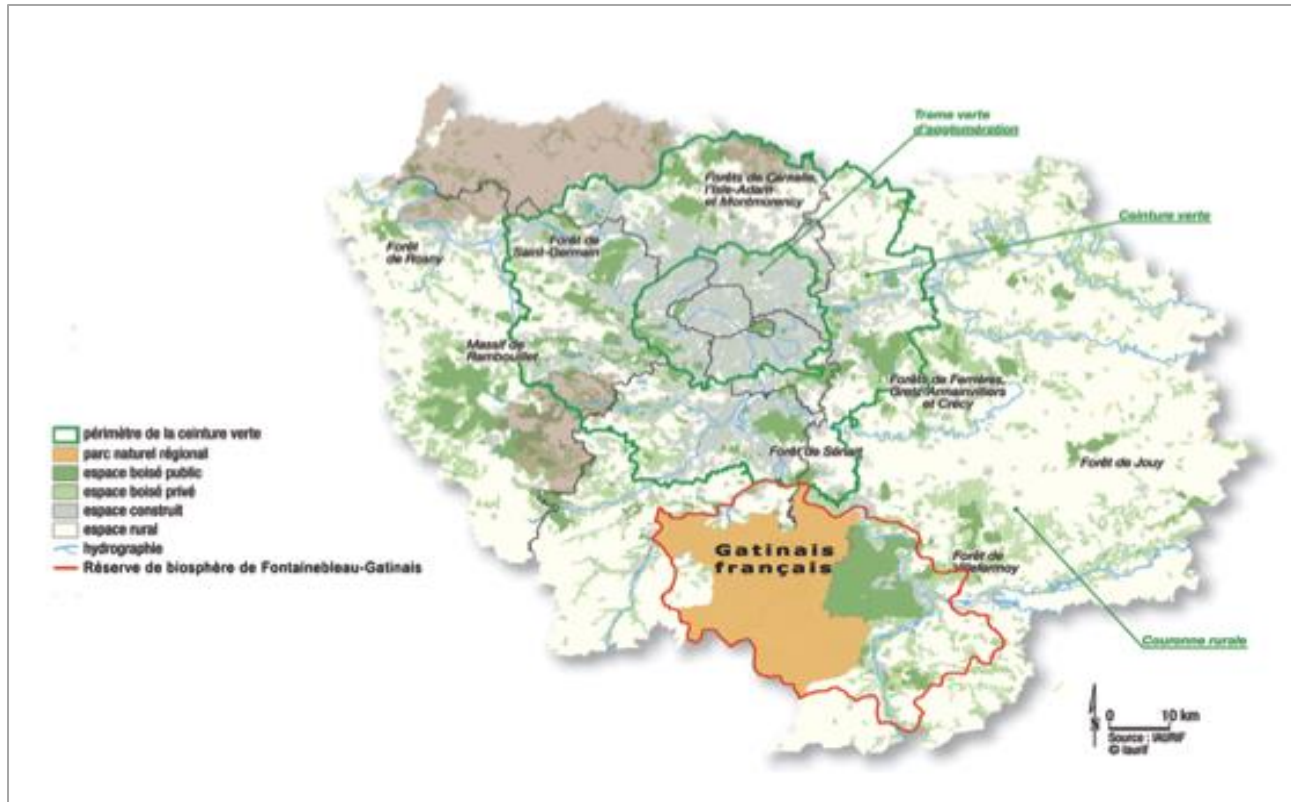 Trame verte
d'agglomération
Forêts de Carnelle,
l'Isle-Adam
et Montmorency
Ceinture verte
Forêt
de Rosny
Forêt de
Saint-Germain
Massif de
Rambouillet
Forêts de Ferrières,
Gretz-Armainvilliers
et Crécy
Forêt de Sénart
Forêt de Jouy
périmètre de la ceinture verte
parc naturel régional
espace boisé public
espace boisé privé
espace construit
espace rural
hydrographie
Réserve de biosphère de Fontainebleau-Gatinais
Gatinais
français
Forêt de
Villefermoy
Couronne rurale
N
0 10 km
Source : IAURIF
© Iaurif